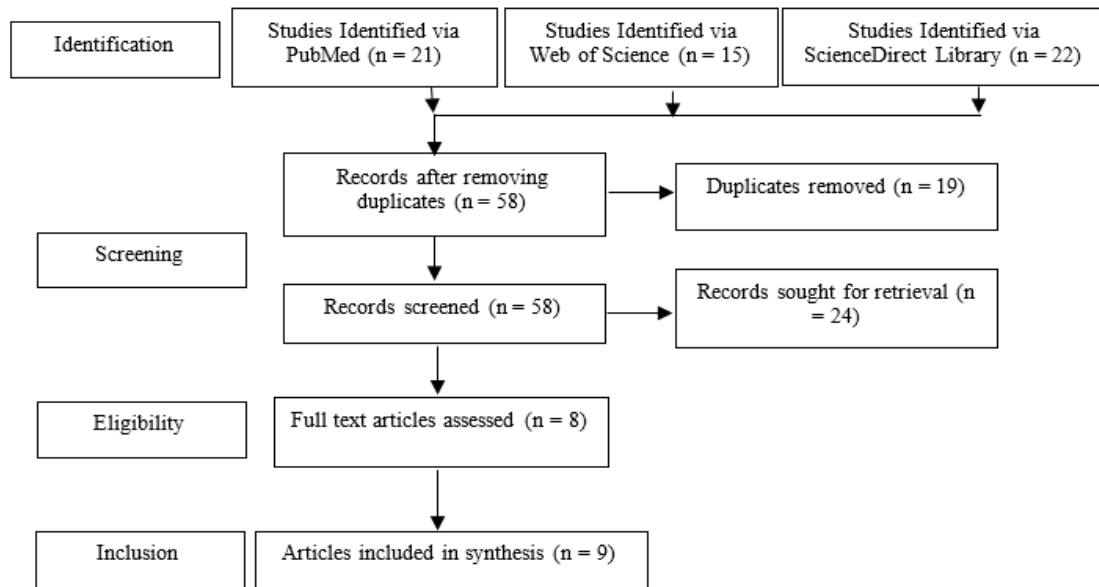 Identification
Studies Identified via
PubMed (n = 21)
Studies Identified via
Web of Science (n = 15)
Studies Identified via
ScienceDirect Library (n = 22)
Records after removing
duplicates (n = 58)
Duplicates removed (n = 19)
Screening
Records screened (n = 58)
Records sought for retrieval (n
= 24)
Eligibility
Full text articles assessed (n = 8)
Inclusion
Articles included in synthesis (n = 9)